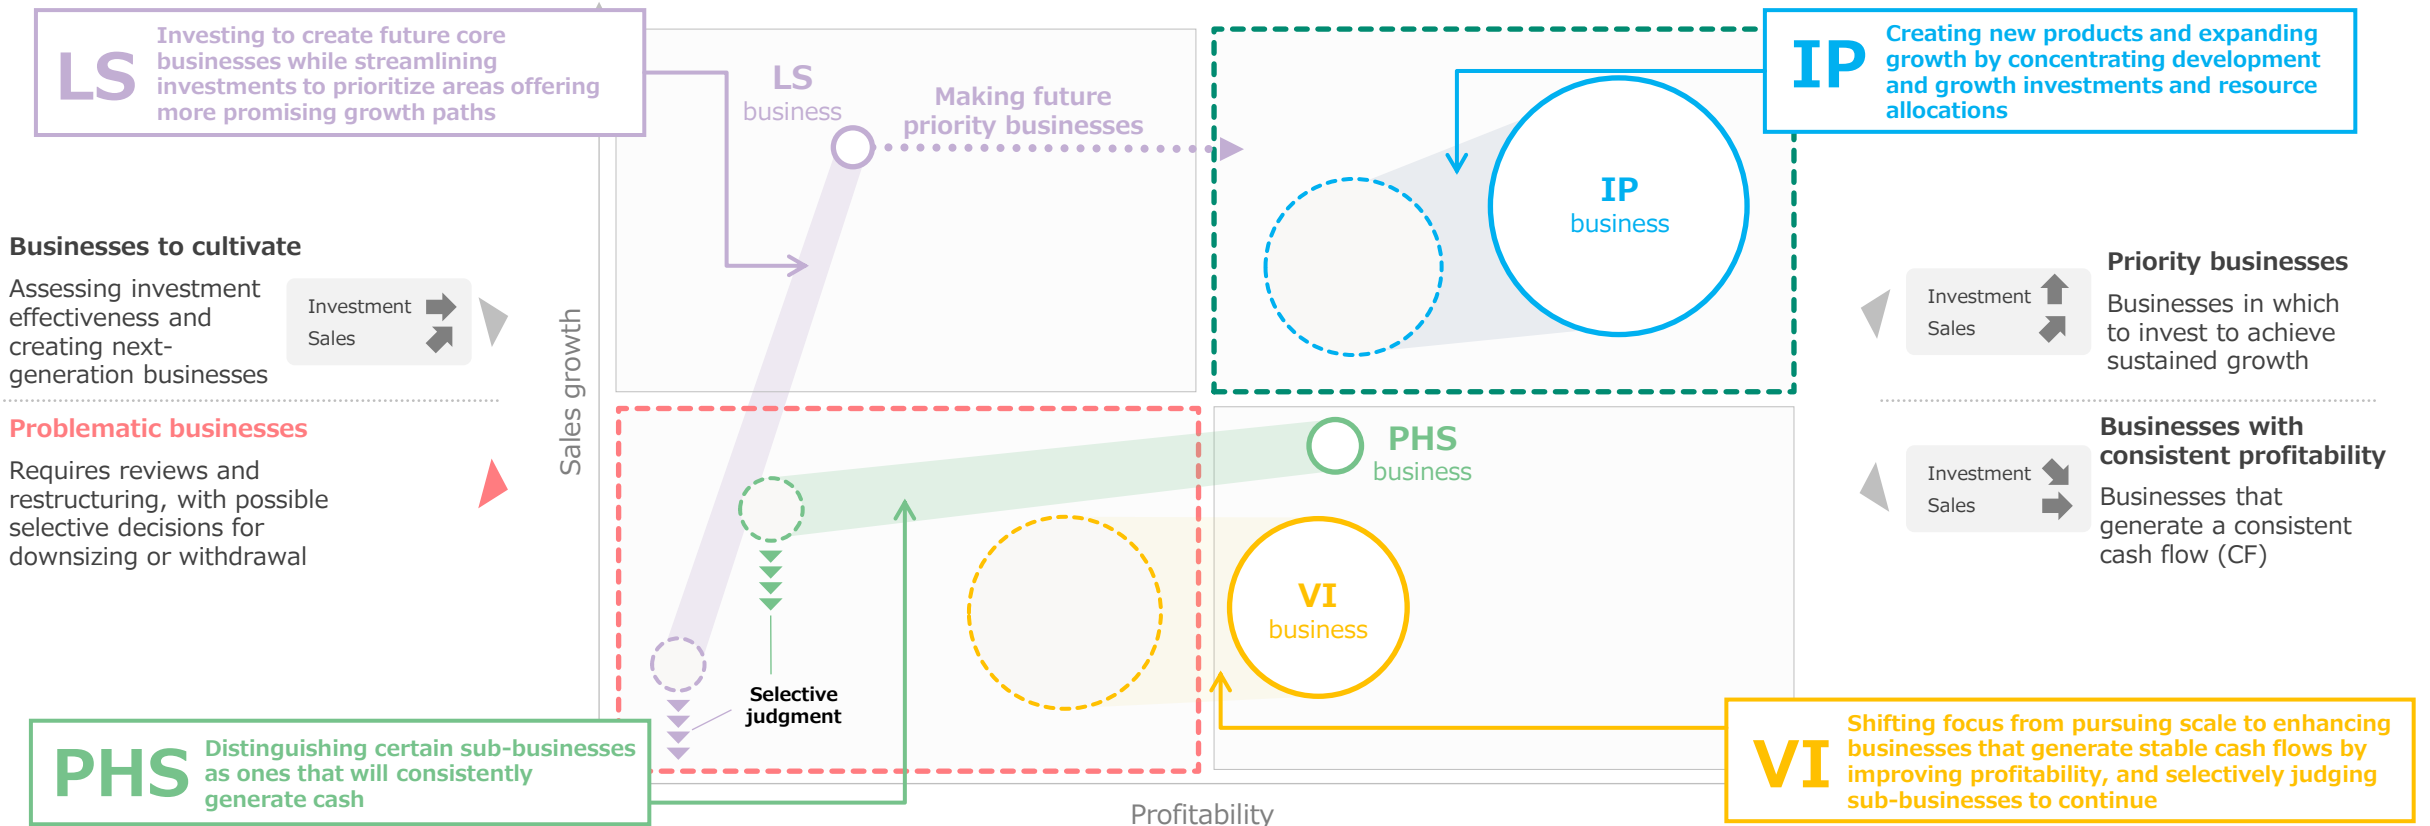 LS
Investing to create future core
businesses while streamlining
investments to prioritize areas offering
more promising growth paths
LS
business
Making future
priority businesses
IP
Creating new products and expanding
growth by concentrating development
and growth investments and resource
allocations
IP
business
Businesses to cultivate
Assessing investment
effectiveness and
creating next-
generation businesses
Investment
Sales
Problematic businesses
Requires reviews and
restructuring, with possible
selective decisions for
downsizing or withdrawal
Sales growth
Priority businesses
Businesses in which
to invest to achieve
sustained growth
Investment
Sales
Businesses with
consistent profitability
Businesses that
generate a consistent
cash flow (CF)
Investment
Sales
PHS
business
VI
business
Selective
judgment
PHS
Distinguishing certain sub-businesses
as ones that will consistently
generate cash
VI
Shifting focus from pursuing scale to enhancing
businesses that generate stable cash flows by
improving profitability, and selectively judging
sub-businesses to continue
Profitability